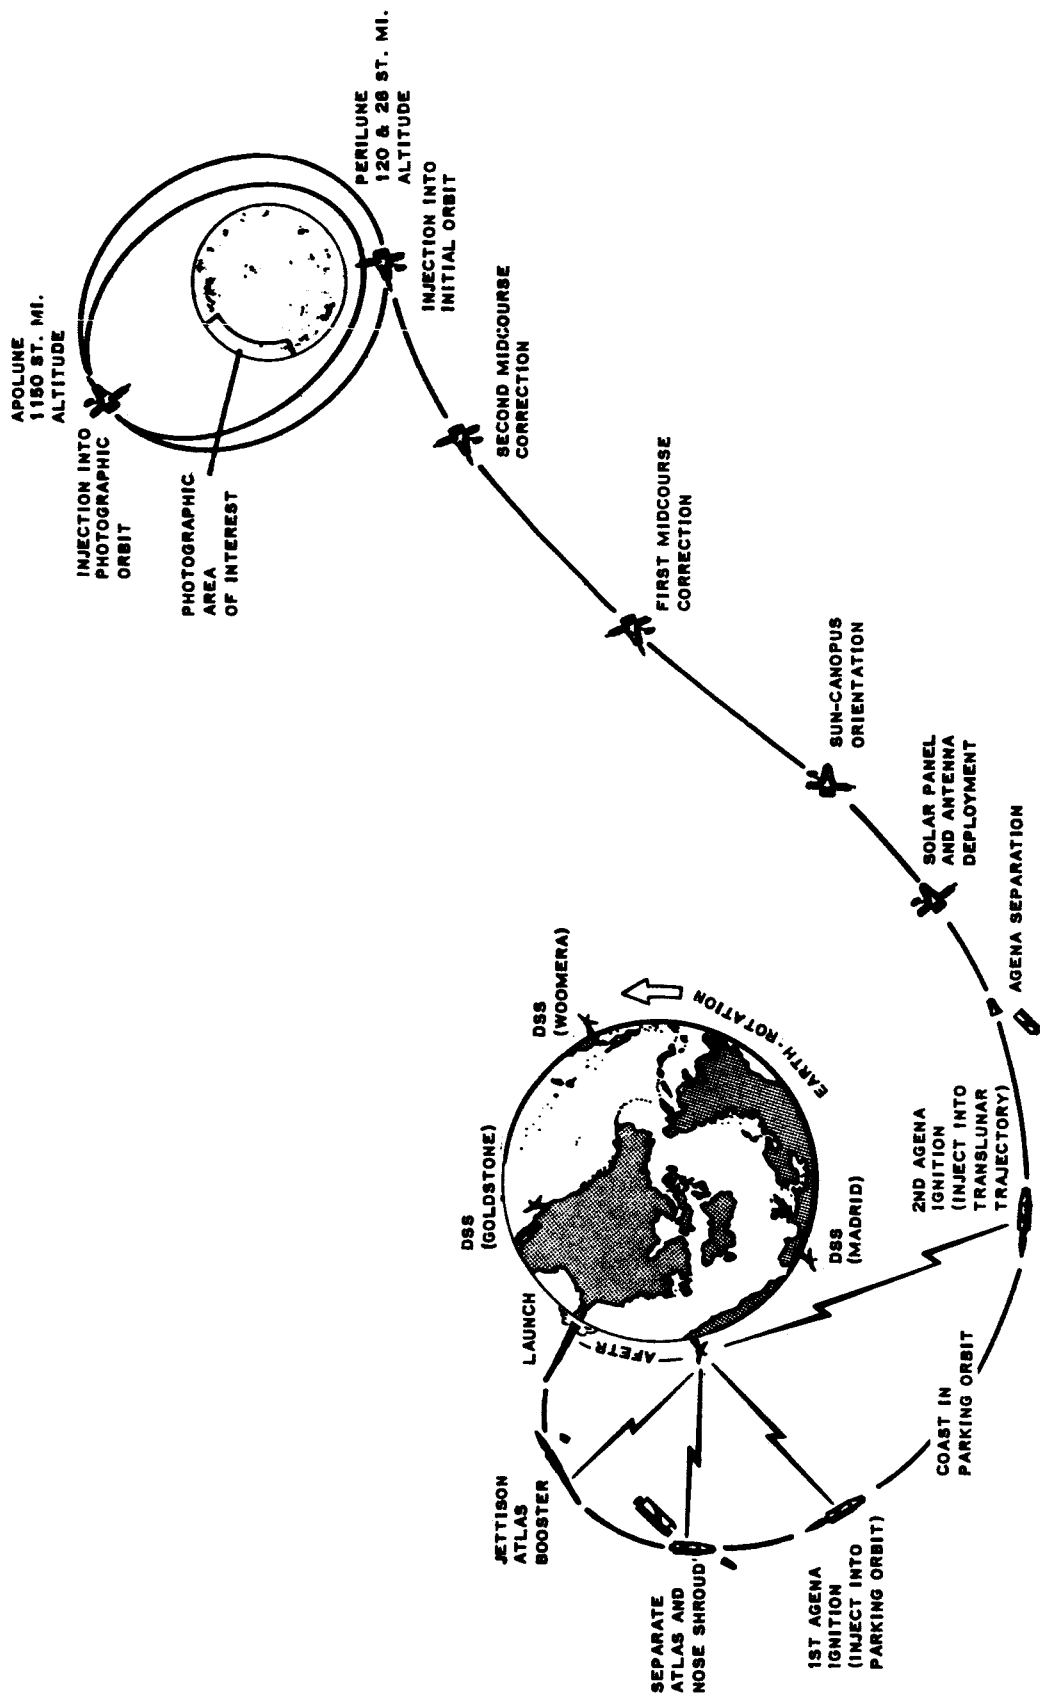 APOLUNE
1150 ST. MI.
ALTITUDE
INJECTION INTO
PHOTOGRAPHIC
ORBIT
PHOTOGRAPHIC
AREA
OF INTEREST
PERILUNE
120 & 28 ST. MI.
ALTITUDE
INJECTION INTO
INITIAL ORBIT
SECOND MIDCOURSE
CORRECTION
FIRST MIDCOURSE
CORRECTION
SUN-CANOPUS
ORIENTATION
SOLAR PANEL
AND ANTENNA
DEPLOYMENT
AGENA SEPARATION
DSS
(WOOMERA)
EARTH-ROTATION
DSS
(GOLDSTONE)
DSS
(MADRID)
2ND AGENA
IGNITION
(INJECT INTO
TRANSLUNAR
TRAJECTORY)
LAUNCH
AFETR
COAST IN
PARKING ORBIT
JETTISON
ATLAS
BOOSTER
SEPARATE
ATLAS AND
NOSE SHROUD
1ST AGENA
IGNITION
(INJECT INTO
PARKING ORBIT)